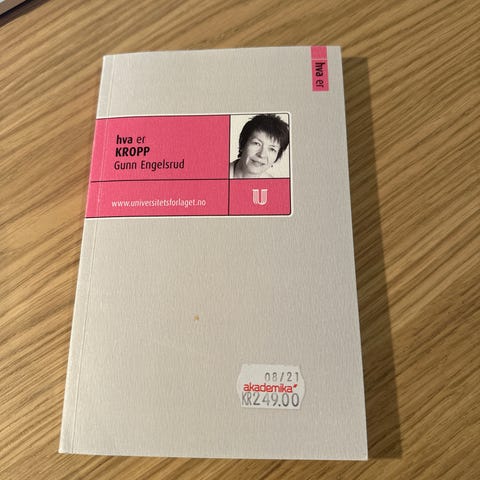 hva er
hva er
KROPP
Gunn Engelsrud
www.universitetsforlaget.no
U
08/21
akademika
KR249.00